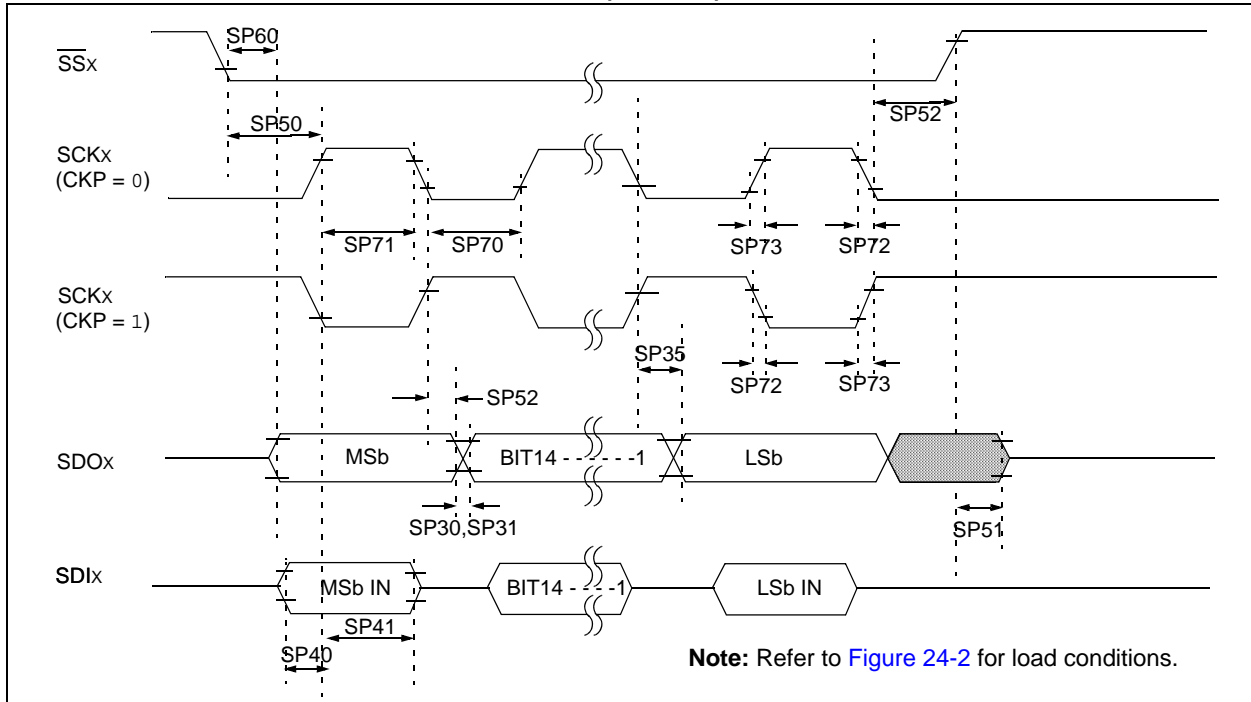 SP60
SSX
SP52
SP50
SCKX
(CKP = 0)
SP71
SP70
SP73
SP72
SCKX
(CKP = 1)
SP35
SP72
SP73
SP52
SDOX
MSb
BIT14 - - - - - -1
LSb
SP30,SP31
SP51
SDIX
MSb IN
BIT14 - - - -1
LSb IN
SP41
SP40
Note: Refer to Figure 24-2 for load conditions.